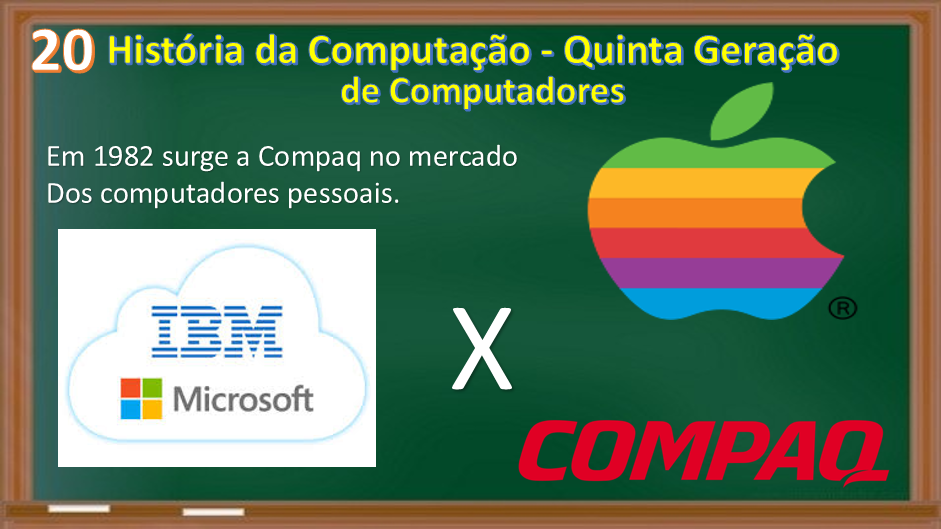 20 História da Computação - Quinta Geração
de Computadores
Em 1982 surge a Compaq no mercado
Dos computadores pessoais.
IBM
Microsoft
X
®
COMPAQ